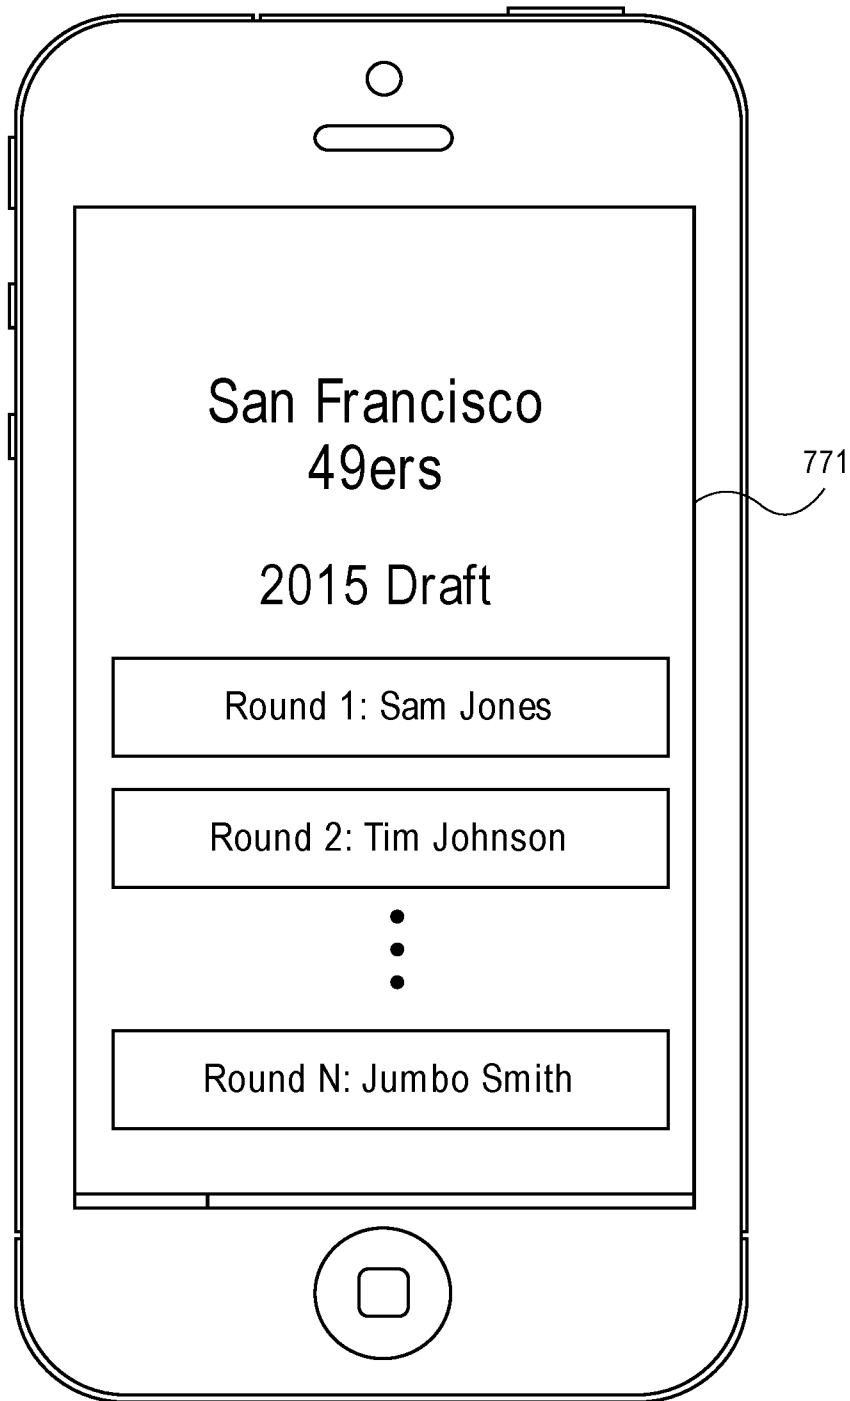 San Francisco
49ers
771
2015 Draft
Round 1: Sam Jones
Round 2: Tim Johnson
Round N: Jumbo Smith